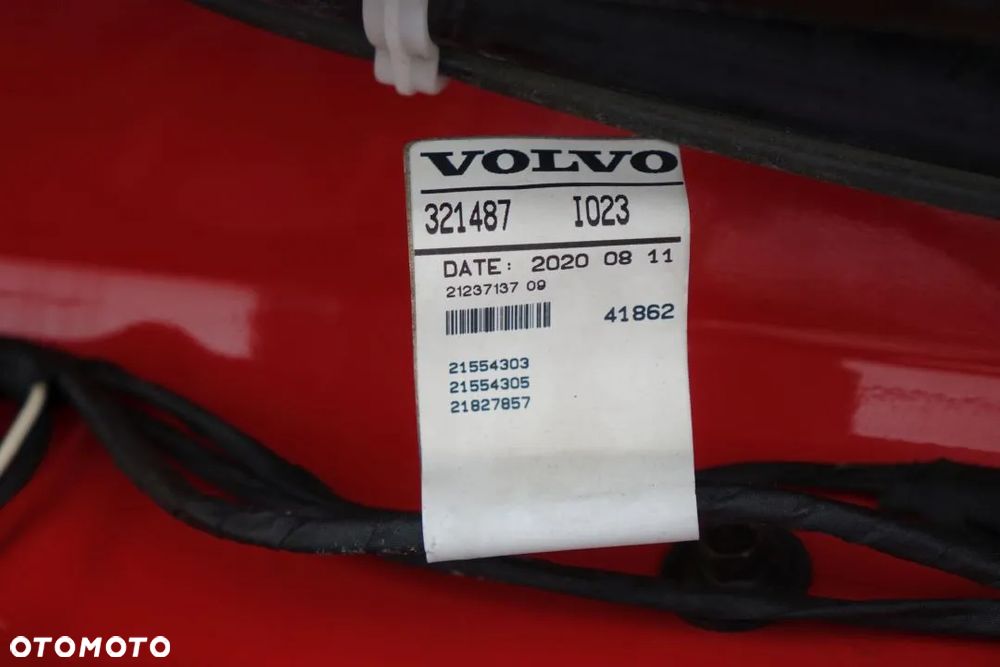 VOLVO
321487 I023
DATE: 2020 08 11
21237137 09
41862
21554303
21554305
21827857
OTOMOTO